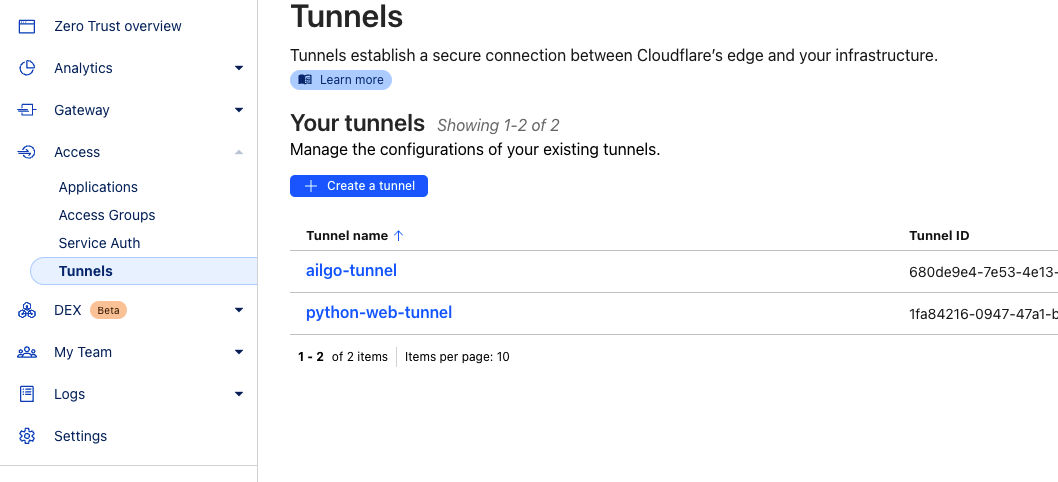 Zero Trust overview
Analytics
Gateway
Access
Applications
Access Groups
Service Auth
Tunnels
DEX Beta
My Team
Logs
Settings
Tunnels
Tunnels establish a secure connection between Cloudflare’s edge and your infrastructure.
Learn more
Your tunnels Showing 1-2 of 2
Manage the configurations of your existing tunnels.
Create a tunnel
Tunnel name Tunnel ID
ailgo-tunnel 680de9e4-7e53-4e13-
python-web-tunnel 1fa84216-0947-47a1-b
1 - 2 of 2 items Items per page: 10